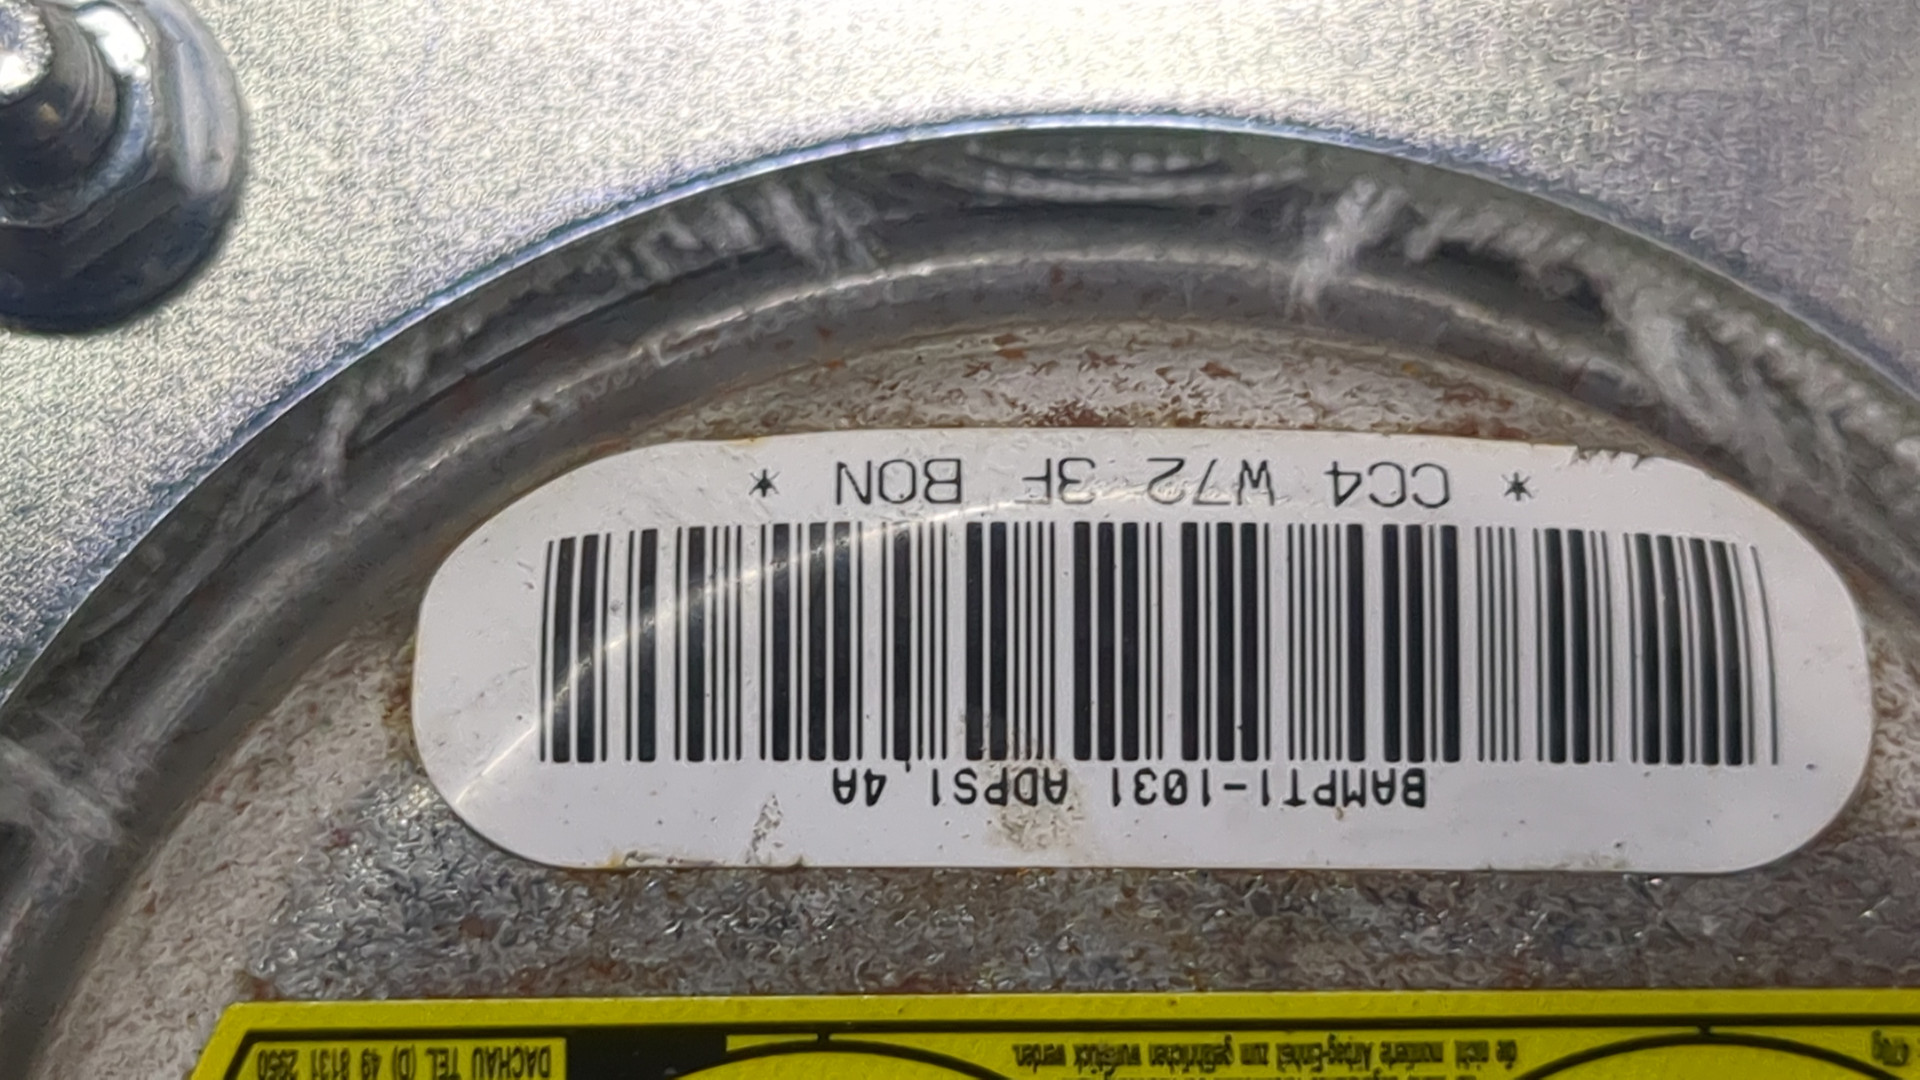 die nicht montierte Airbag-Einheit zum gefährlichen wurfstück werden.
DACHAU TEL (D) 49 8131 2950
BAMPT1-1031 ADPS1 4A
* CC4 W72 3F BON *